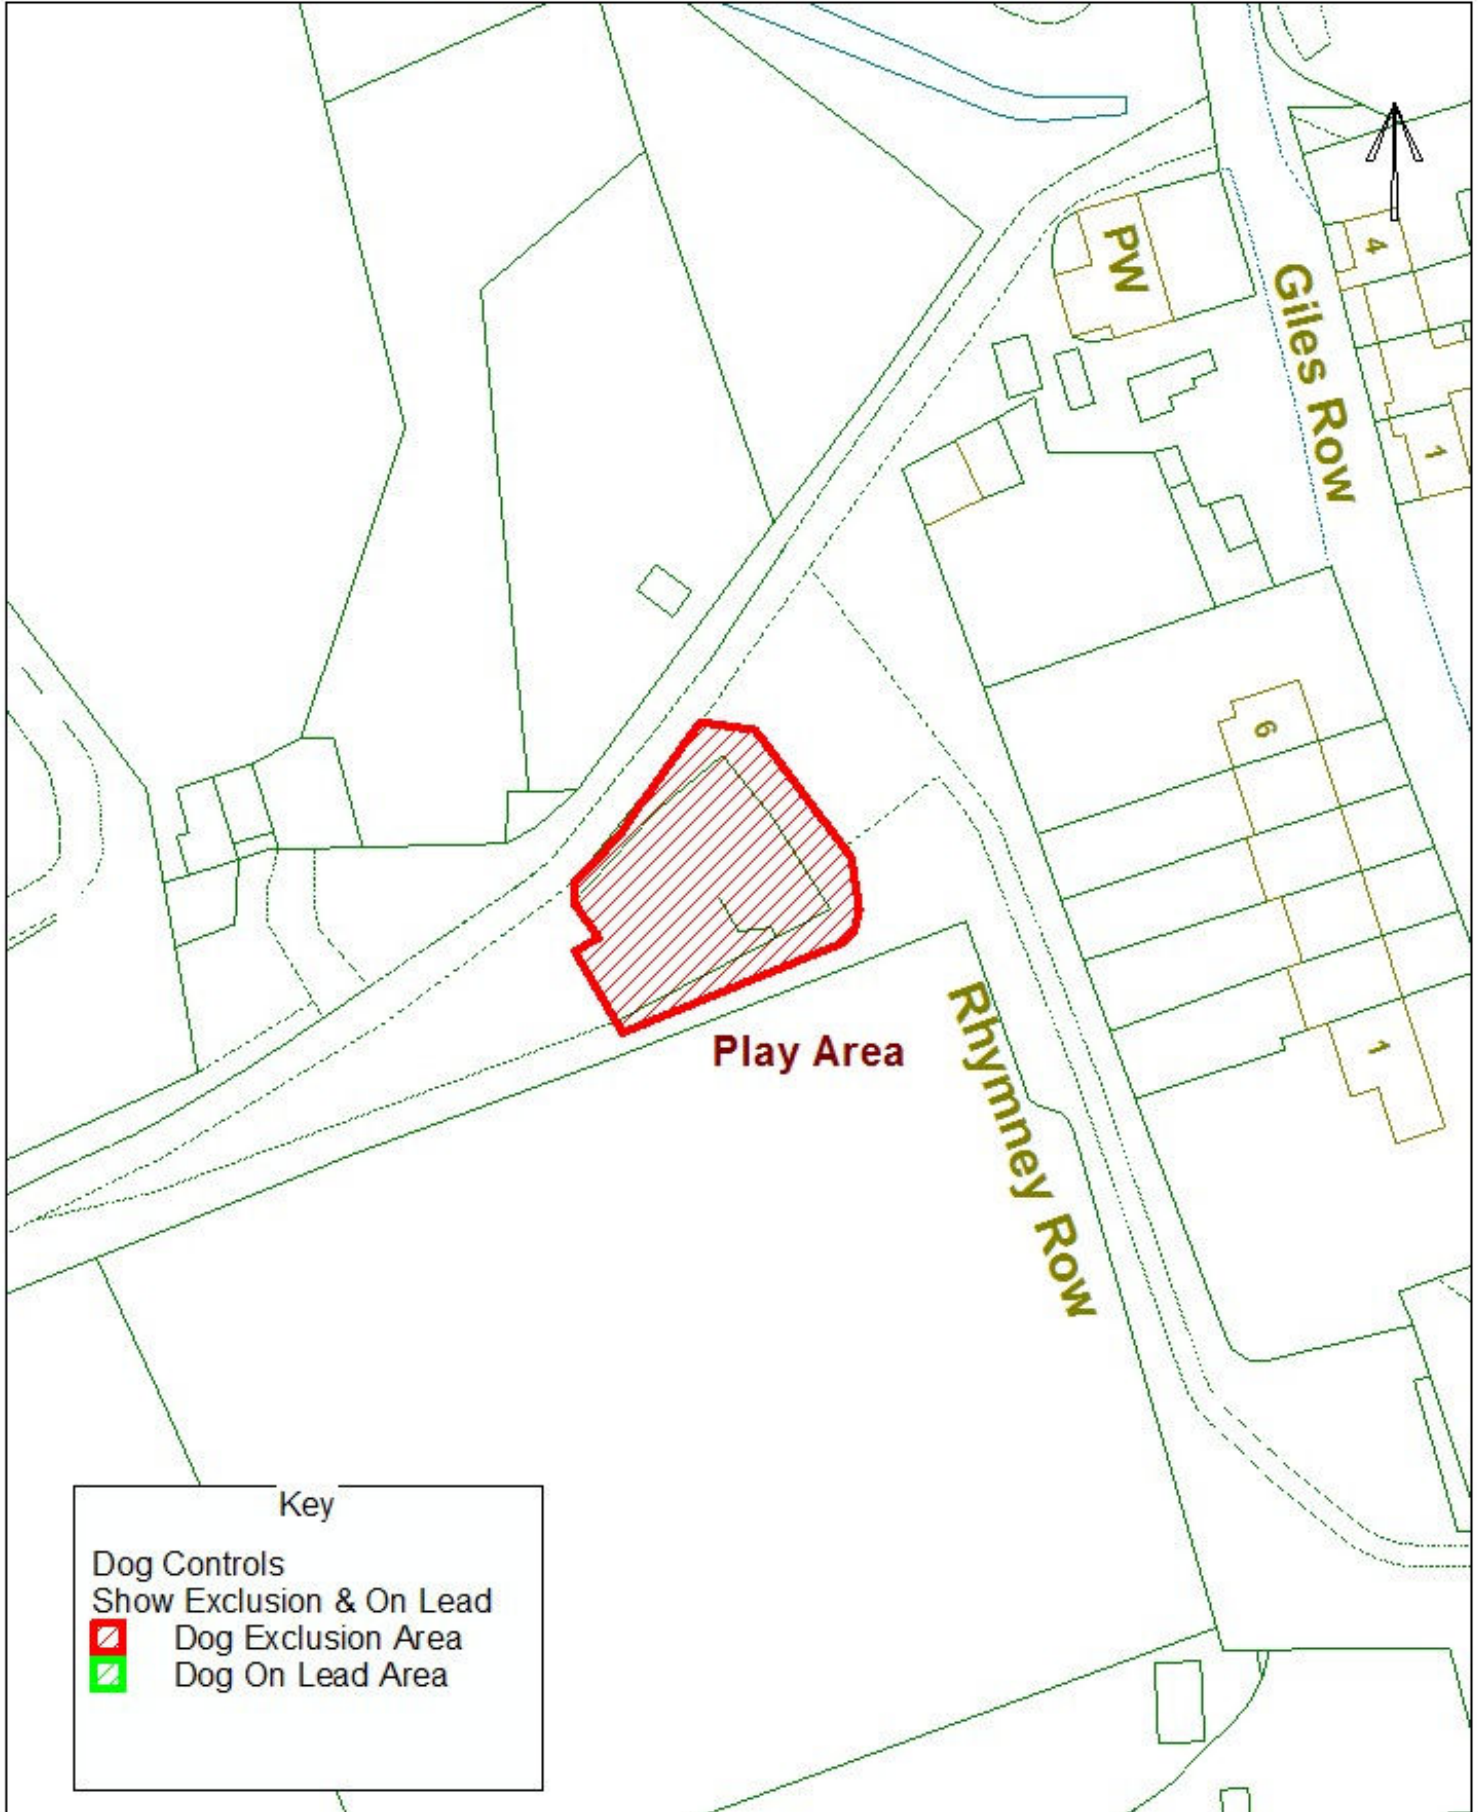 PW
4
Giles Row
1
6
Play Area
1
Rhymney Row
Key
Dog Controls
Show Exclusion & On Lead
Dog Exclusion Area
Dog On Lead Area